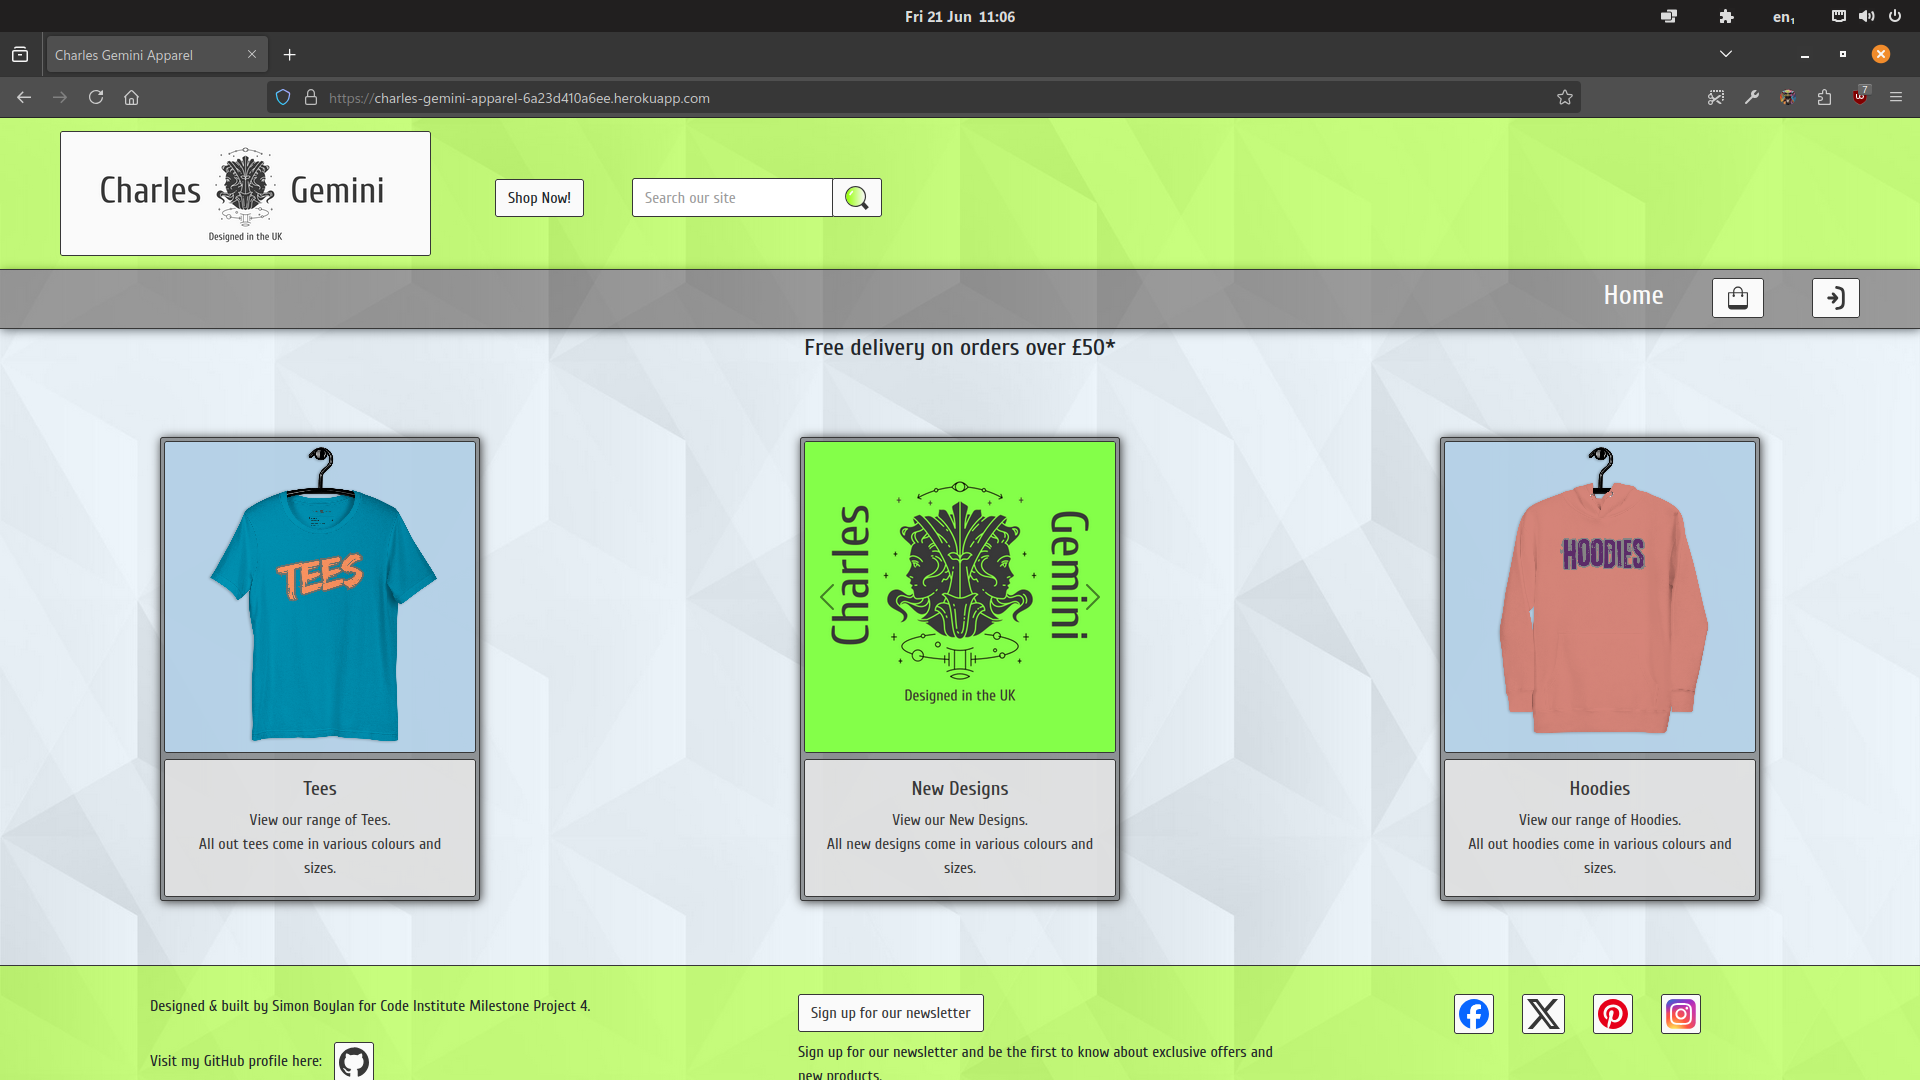 Fri 21 Jun 11:06
en1
Charles Gemini Apparel
https://charles-gemini-apparel-6a23d410a6ee.herokuapp.com
7
Charles Gemini
Designed in the UK
Shop Now!
Search our site
Home
Free delivery on orders over £50*
TEES
Charles
Gemini
Designed in the UK
HOODIES
Tees
View our range of Tees.
All out tees come in various colours and
sizes.
New Designs
View our New Designs.
All new designs come in various colours and
sizes.
Hoodies
View our range of Hoodies.
All out hoodies come in various colours and
sizes.
Designed & built by Simon Boylan for Code Institute Milestone Project 4.
Visit my GitHub profile here:
Sign up for our newsletter
Sign up for our newsletter and be the first to know about exclusive offers and
new products.